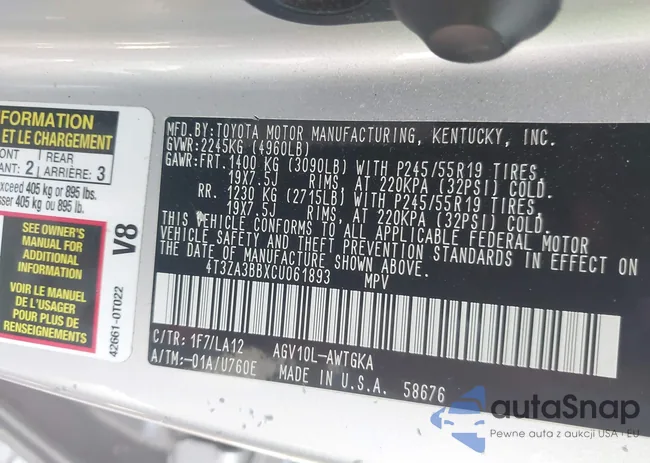 FORMATION
ET LE CHARGEMENT
ONT
ANT: 2
REAR
ARRIÈRE: 3
xceed 405 kg or 895 lbs.
sser 405 kg ou 895 lb.
SEE OWNER'S
MANUAL FOR
ADDITIONAL
INFORMATION
VOIR LE MANUEL
DE L'USAGER
POUR PLUS DE
RENSEIGNEMENTS
V8
42661-0T022
MFD.BY:TOYOTA MOTOR MANUFACTURING, KENTUCKY, INC.
GVWR:2245KG (4960LB)
GAWR:FRT.1400 KG (3090LB) WITH P245/55R19 TIRES,
19X7.5J RIMS, AT 220KPA (32PSI) COLD.
RR. 1230 KG (2715LB) WITH P245/55R19 TIRES,
19X7.5J RIMS, AT 220KPA (32PSI) COLD.
THIS VEHICLE CONFORMS TO ALL APPLICABLE FEDERAL MOTOR
VEHICLE SAFETY AND THEFT PREVENTION STANDARDS IN EFFECT ON
THE DATE OF MANUFACTURE SHOWN ABOVE.
4T3ZA3BBXCU061893 MPV
C/TR: 1F7/LA12 AGV10L-AWTGKA
A/TM:-01A/U760E MADE IN U.S.A. 58676
autaSnap
Pewne auta z aukcji USA - EU